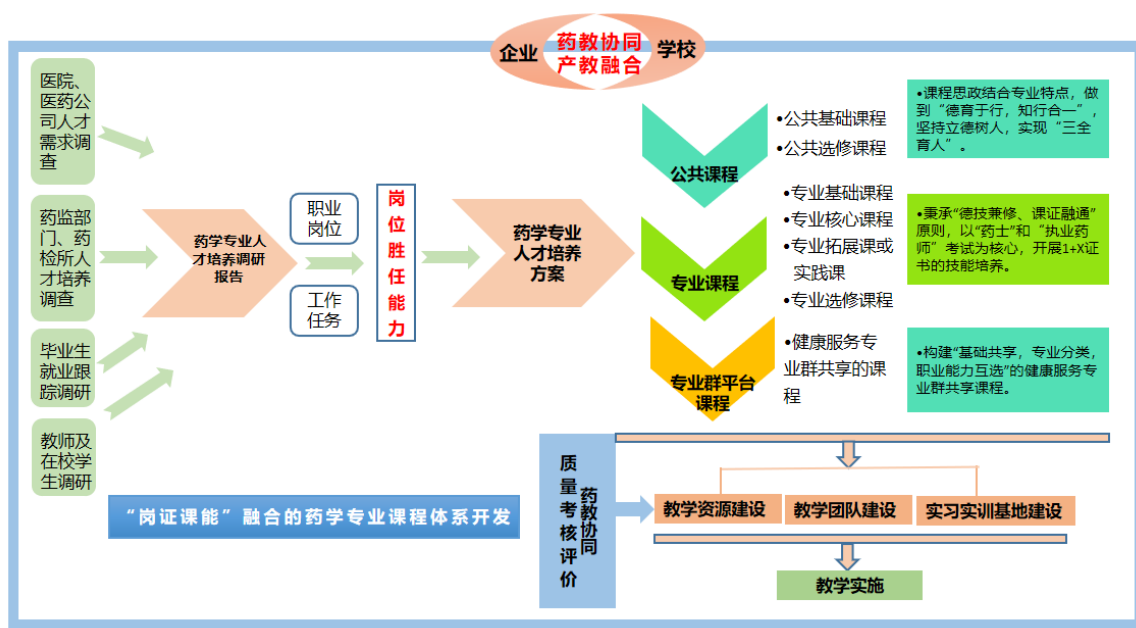 企业
药教协同
产教融合
学校
医院、
医药公
司人才
需求调
查
药监部
门、药
检所人
才培养
调查
毕业生
就业跟
踪调研
教师及
在校学
生调研
药学专业人
才培养调研
报告
职业
岗位
工作
任务
岗
位
胜
任
能
力
药学专业
人才培养
方案
公共课程
•公共基础课程
•公共选修课程
•课程思政结合专业特点，做
到“德育于行，知行合一”，
坚持立德树人，实现“三全
育人”。
专业课程
•专业基础课程
•专业核心课程
•专业拓展课或
实践课
•专业选修课程
•秉承“德技兼修、课证融通”
原则，以“药士”和“执业药
师”考试为核心，开展1+X证
书的技能培养。
专业群平台
课程
•健康服务专
业群共享的课
程
•构建“基础共享，专业分类，
职业能力互选”的健康服务专
业群共享课程。
“岗证课能”融合的药学专业课程体系开发
质
量
考
核
评
价
药
教
协
同
教学资源建设
教学团队建设
实习实训基地建设
教学实施